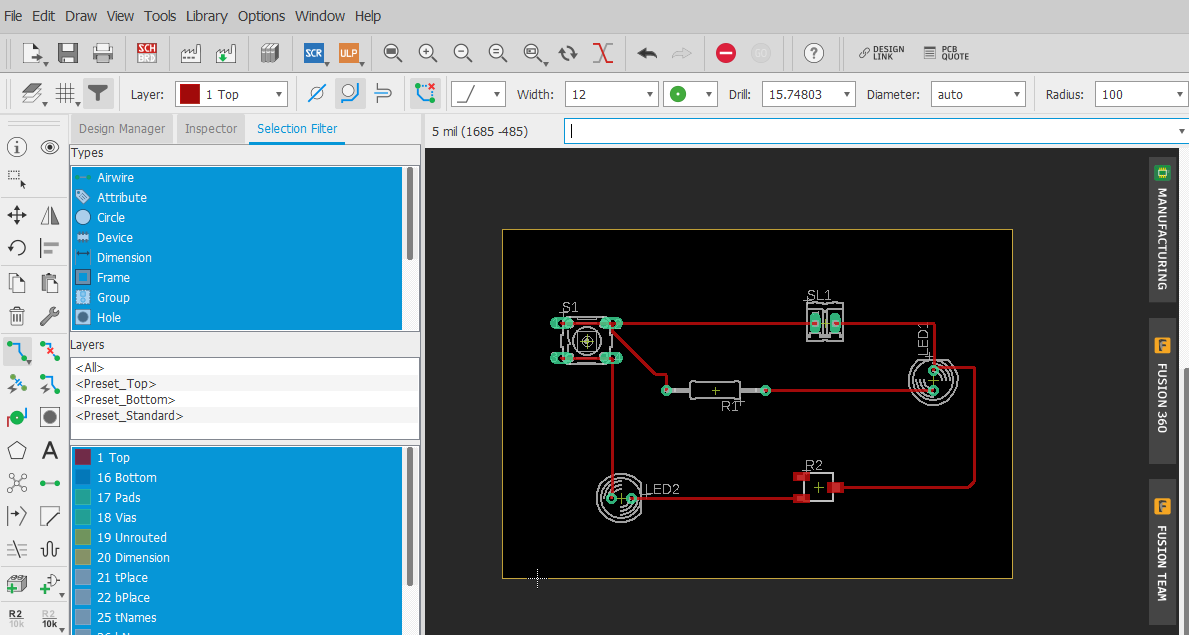 File Edit Draw View Tools Library Options Window Help
SCH
BRD
SCR
ULP
GO
DESIGN
LINK
PCB
QUOTE
Layer: 1 Top Width: 12 Drill: 15.74803 Diameter: auto Radius: 100
Design Manager Inspector Selection Filter
5 mil (1685 -485)
Types
Airwire
Attribute
Circle
Device
Dimension
Frame
Group
Hole
Layers
<All>
<Preset_Top>
<Preset_Bottom>
<Preset_Standard>
1 Top
16 Bottom
17 Pads
18 Vias
19 Unrouted
20 Dimension
21 tPlace
22 bPlace
25 tNames
R2
10k
R2
10k
S1
SL1
LED1
R1
R2
LED2
MANUFACTURING
FUSION 360
FUSION TEAM